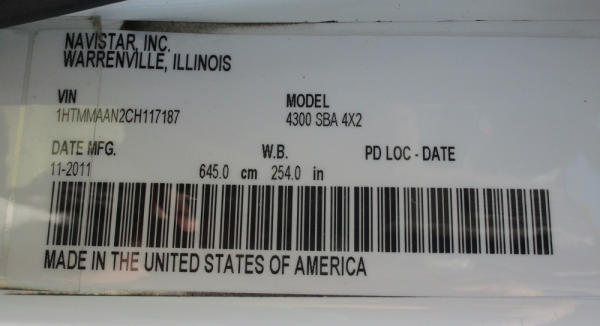 NAVISTAR, INC.
WARRENVILLE, ILLINOIS
VIN MODEL
1HTMMAAN2CH117187 4300 SBA 4X2
DATE MFG. W.B. PD LOC - DATE
11-2011 645.0 cm 254.0 in
MADE IN THE UNITED STATES OF AMERICA